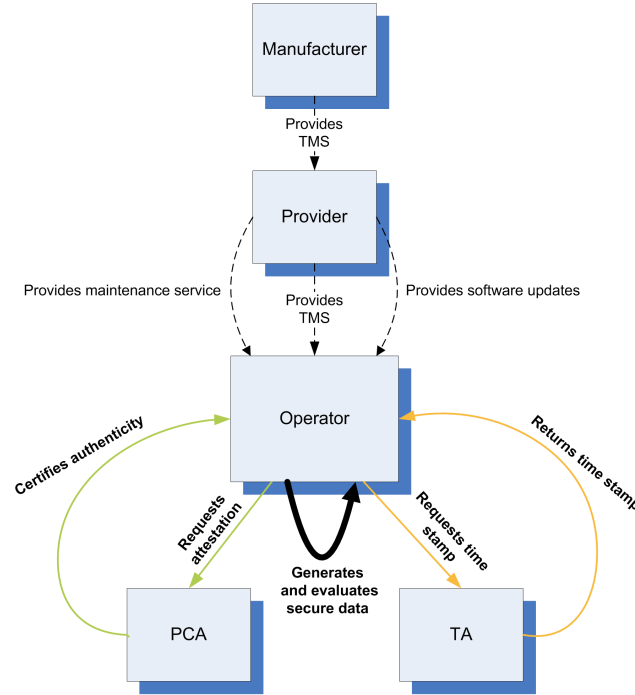 Manufacturer
Provides
TMS
Provider
Provides maintenance service
Provides
TMS
Provides software updates
Operator
Certifies authenticity
Returns time stamp
Requests
attestation
Requests time
stamp
Generates
and evaluates
secure data
PCA
TA